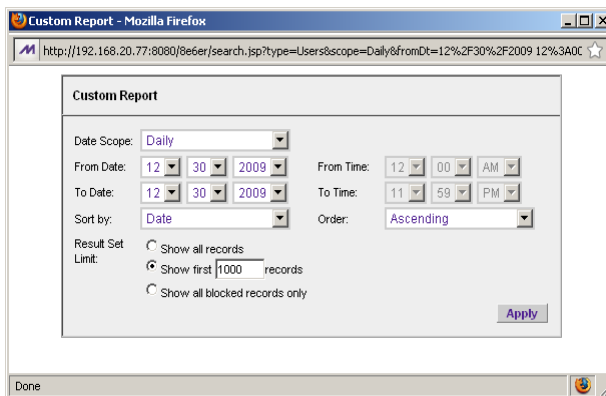 Custom Report - Mozilla Firefox
http://192.168.20.77:8080/8e6er/search.jsp?type=Users&scope=Daily&fromDt=12%2F30%2F2009 12%3A00
Custom Report
Date Scope: Daily
From Date: 12 30 2009 From Time: 12 00 AM
To Date: 12 30 2009 To Time: 11 59 PM
Sort by: Date Order: Ascending
Result Set Limit:
Show all records
Show first 1000 records
Show all blocked records only
Apply
Done